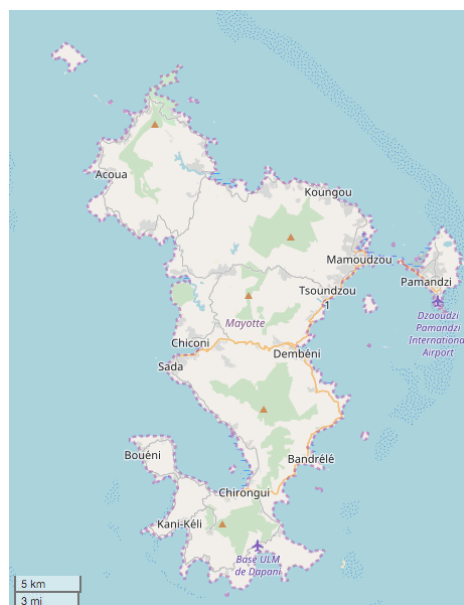 Acoua
Koungou
Mamoudzou
Pamandzi
Tsoundzou
1
Dzaoudzi
Pamandzi
International
Airport
Mayotte
Chiconi
Dembéni
Sada
Bouéni
Bandrélé
Chirongui
Kani-Kéli
Base ULM
de Dapani
5 km
3 mi